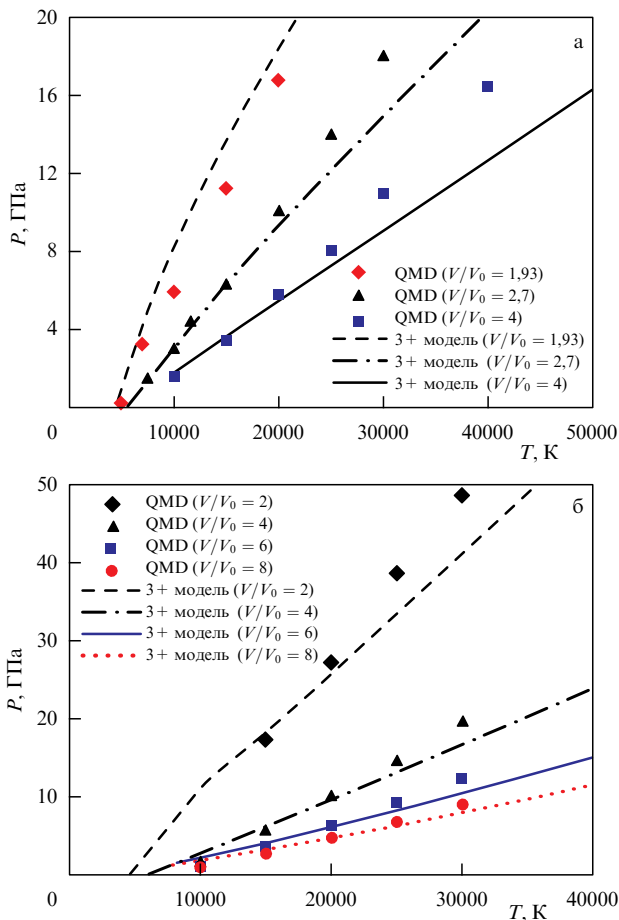 а
20
16
12
8
4
0
P, ГПа
QMD (V/V₀ = 1,93)
QMD (V/V₀ = 2,7)
QMD (V/V₀ = 4)
3+ модель (V/V₀ = 1,93)
3+ модель (V/V₀ = 2,7)
3+ модель (V/V₀ = 4)
10000 20000 30000 40000 50000
T, К
б
50
40
30
20
10
0
P, ГПа
QMD (V/V₀ = 2)
QMD (V/V₀ = 4)
QMD (V/V₀ = 6)
QMD (V/V₀ = 8)
3+ модель (V/V₀ = 2)
3+ модель (V/V₀ = 4)
3+ модель (V/V₀ = 6)
3+ модель (V/V₀ = 8)
10000 20000 30000 40000
T, К